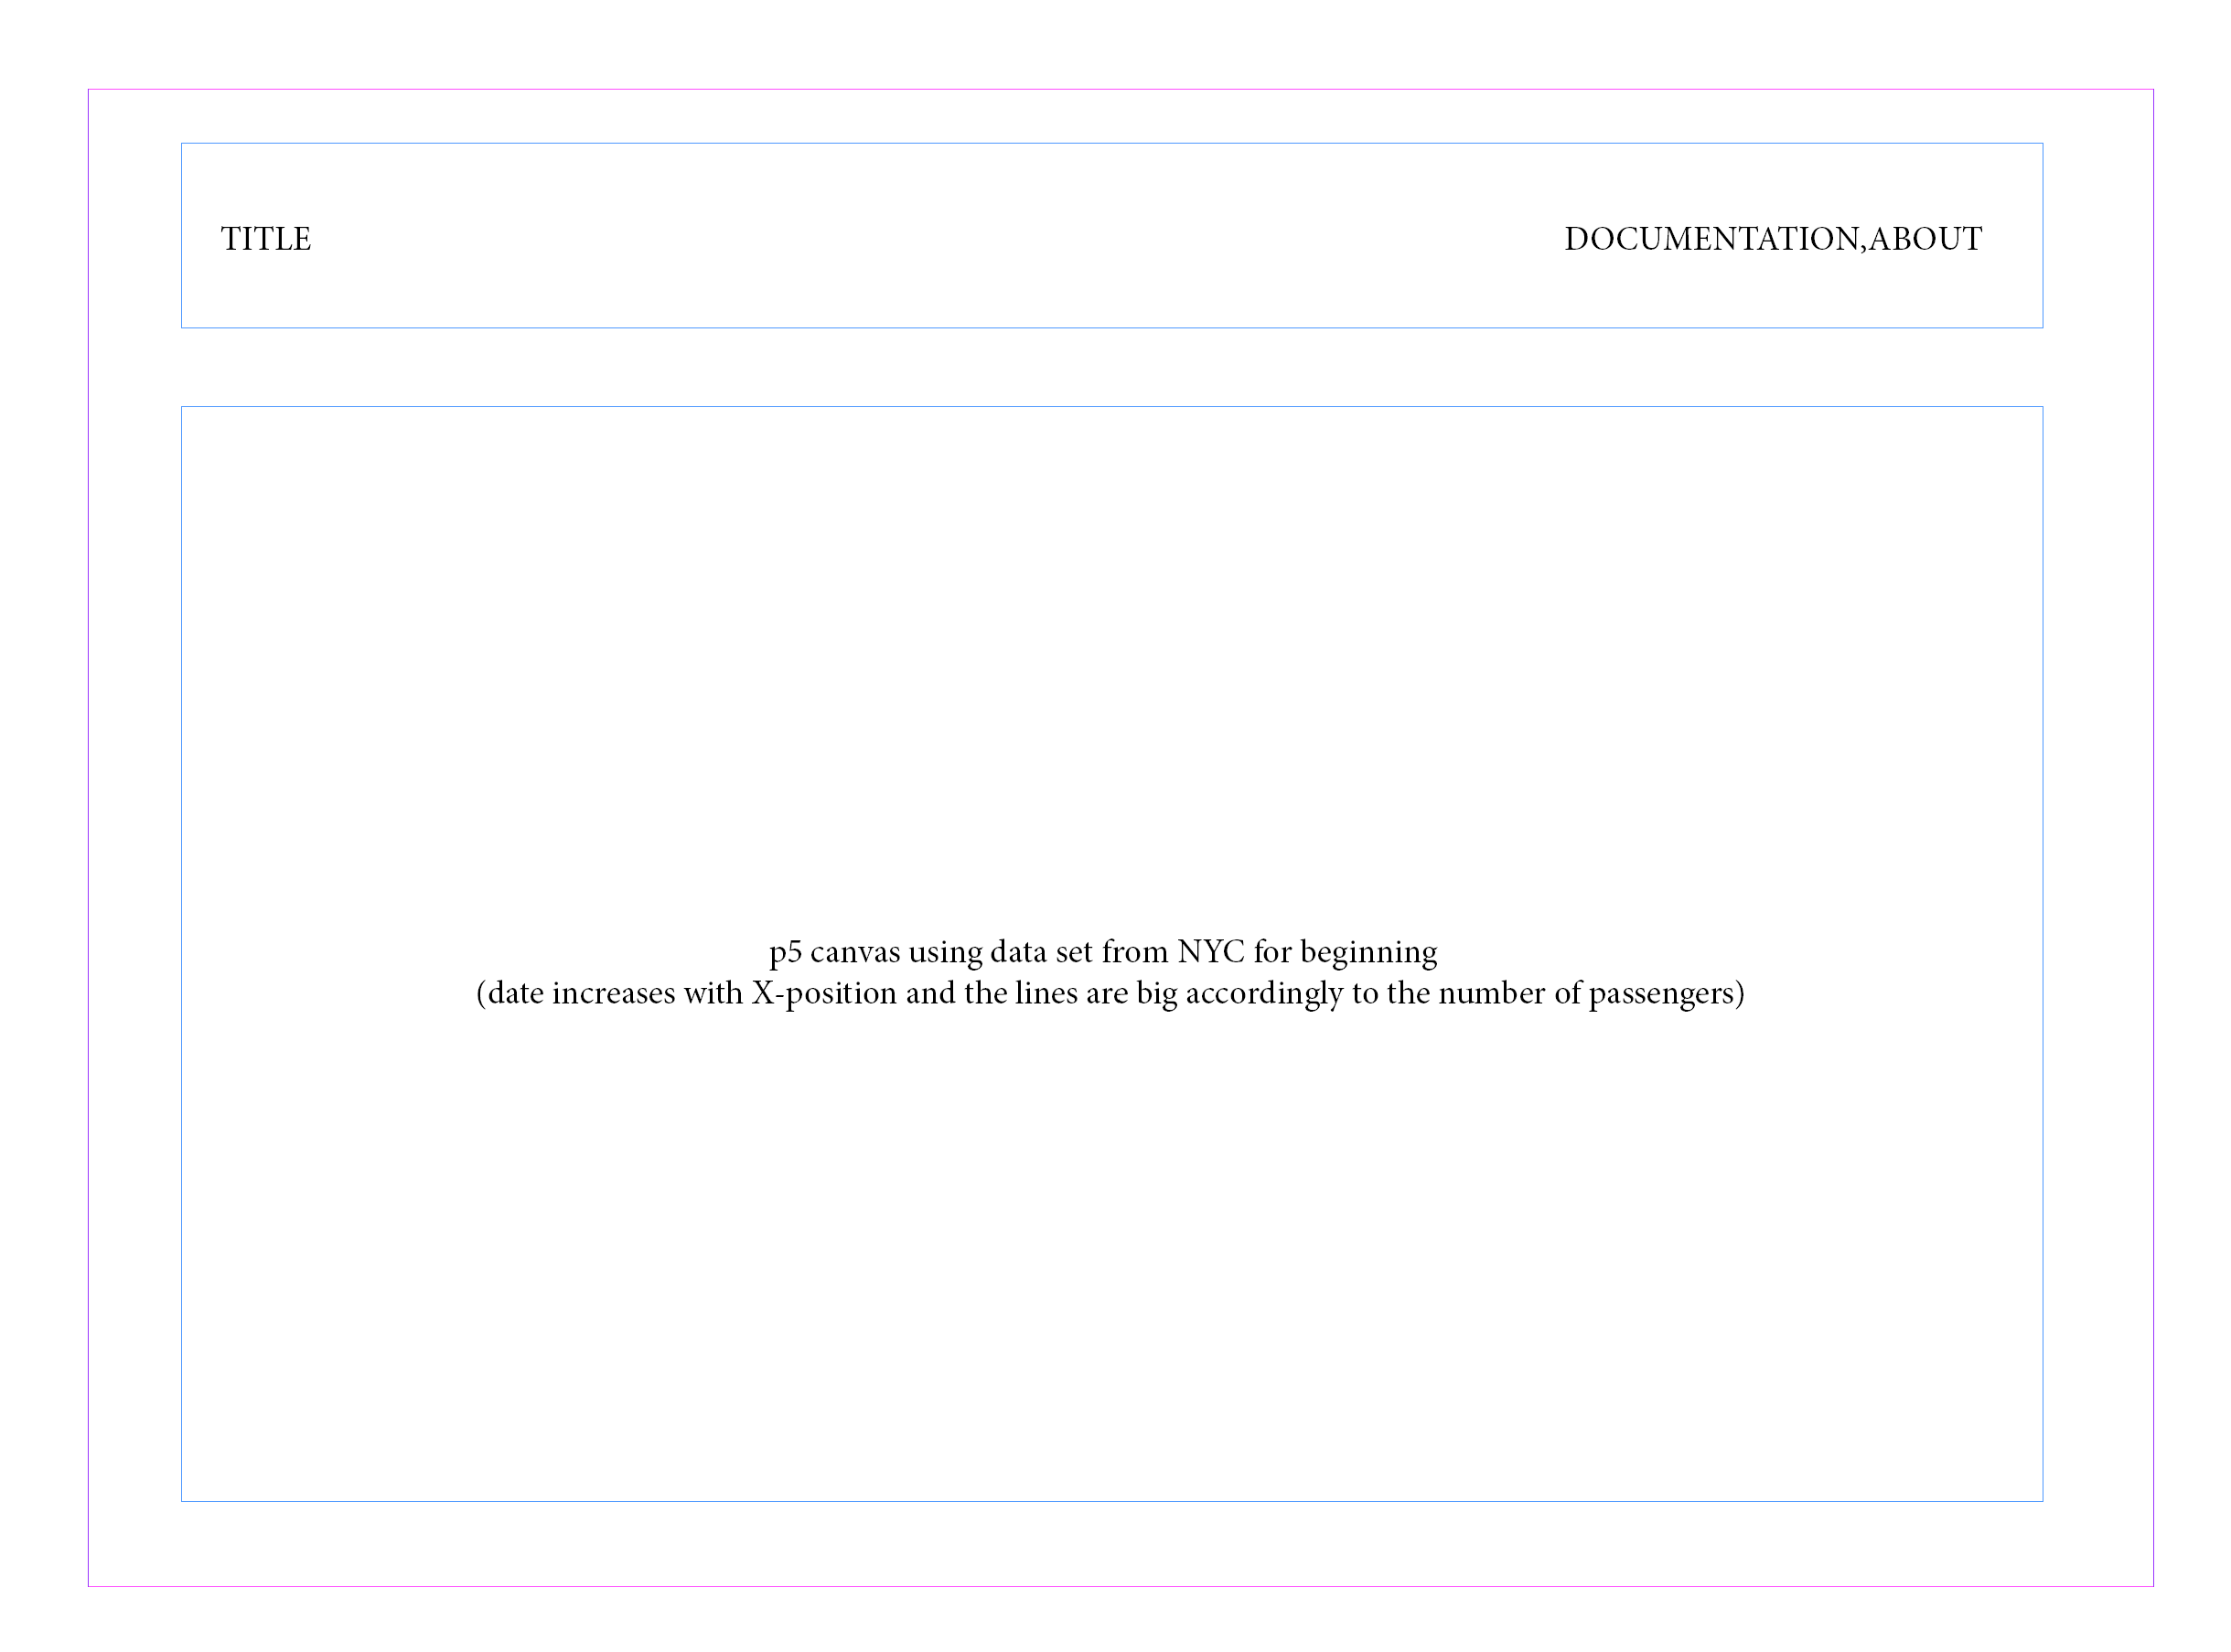 TITLE
DOCUMENTATION,ABOUT
p5 canvas using data set from NYC for beginning
(date increases with X-position and the lines are big accordingly to the number of passengers)